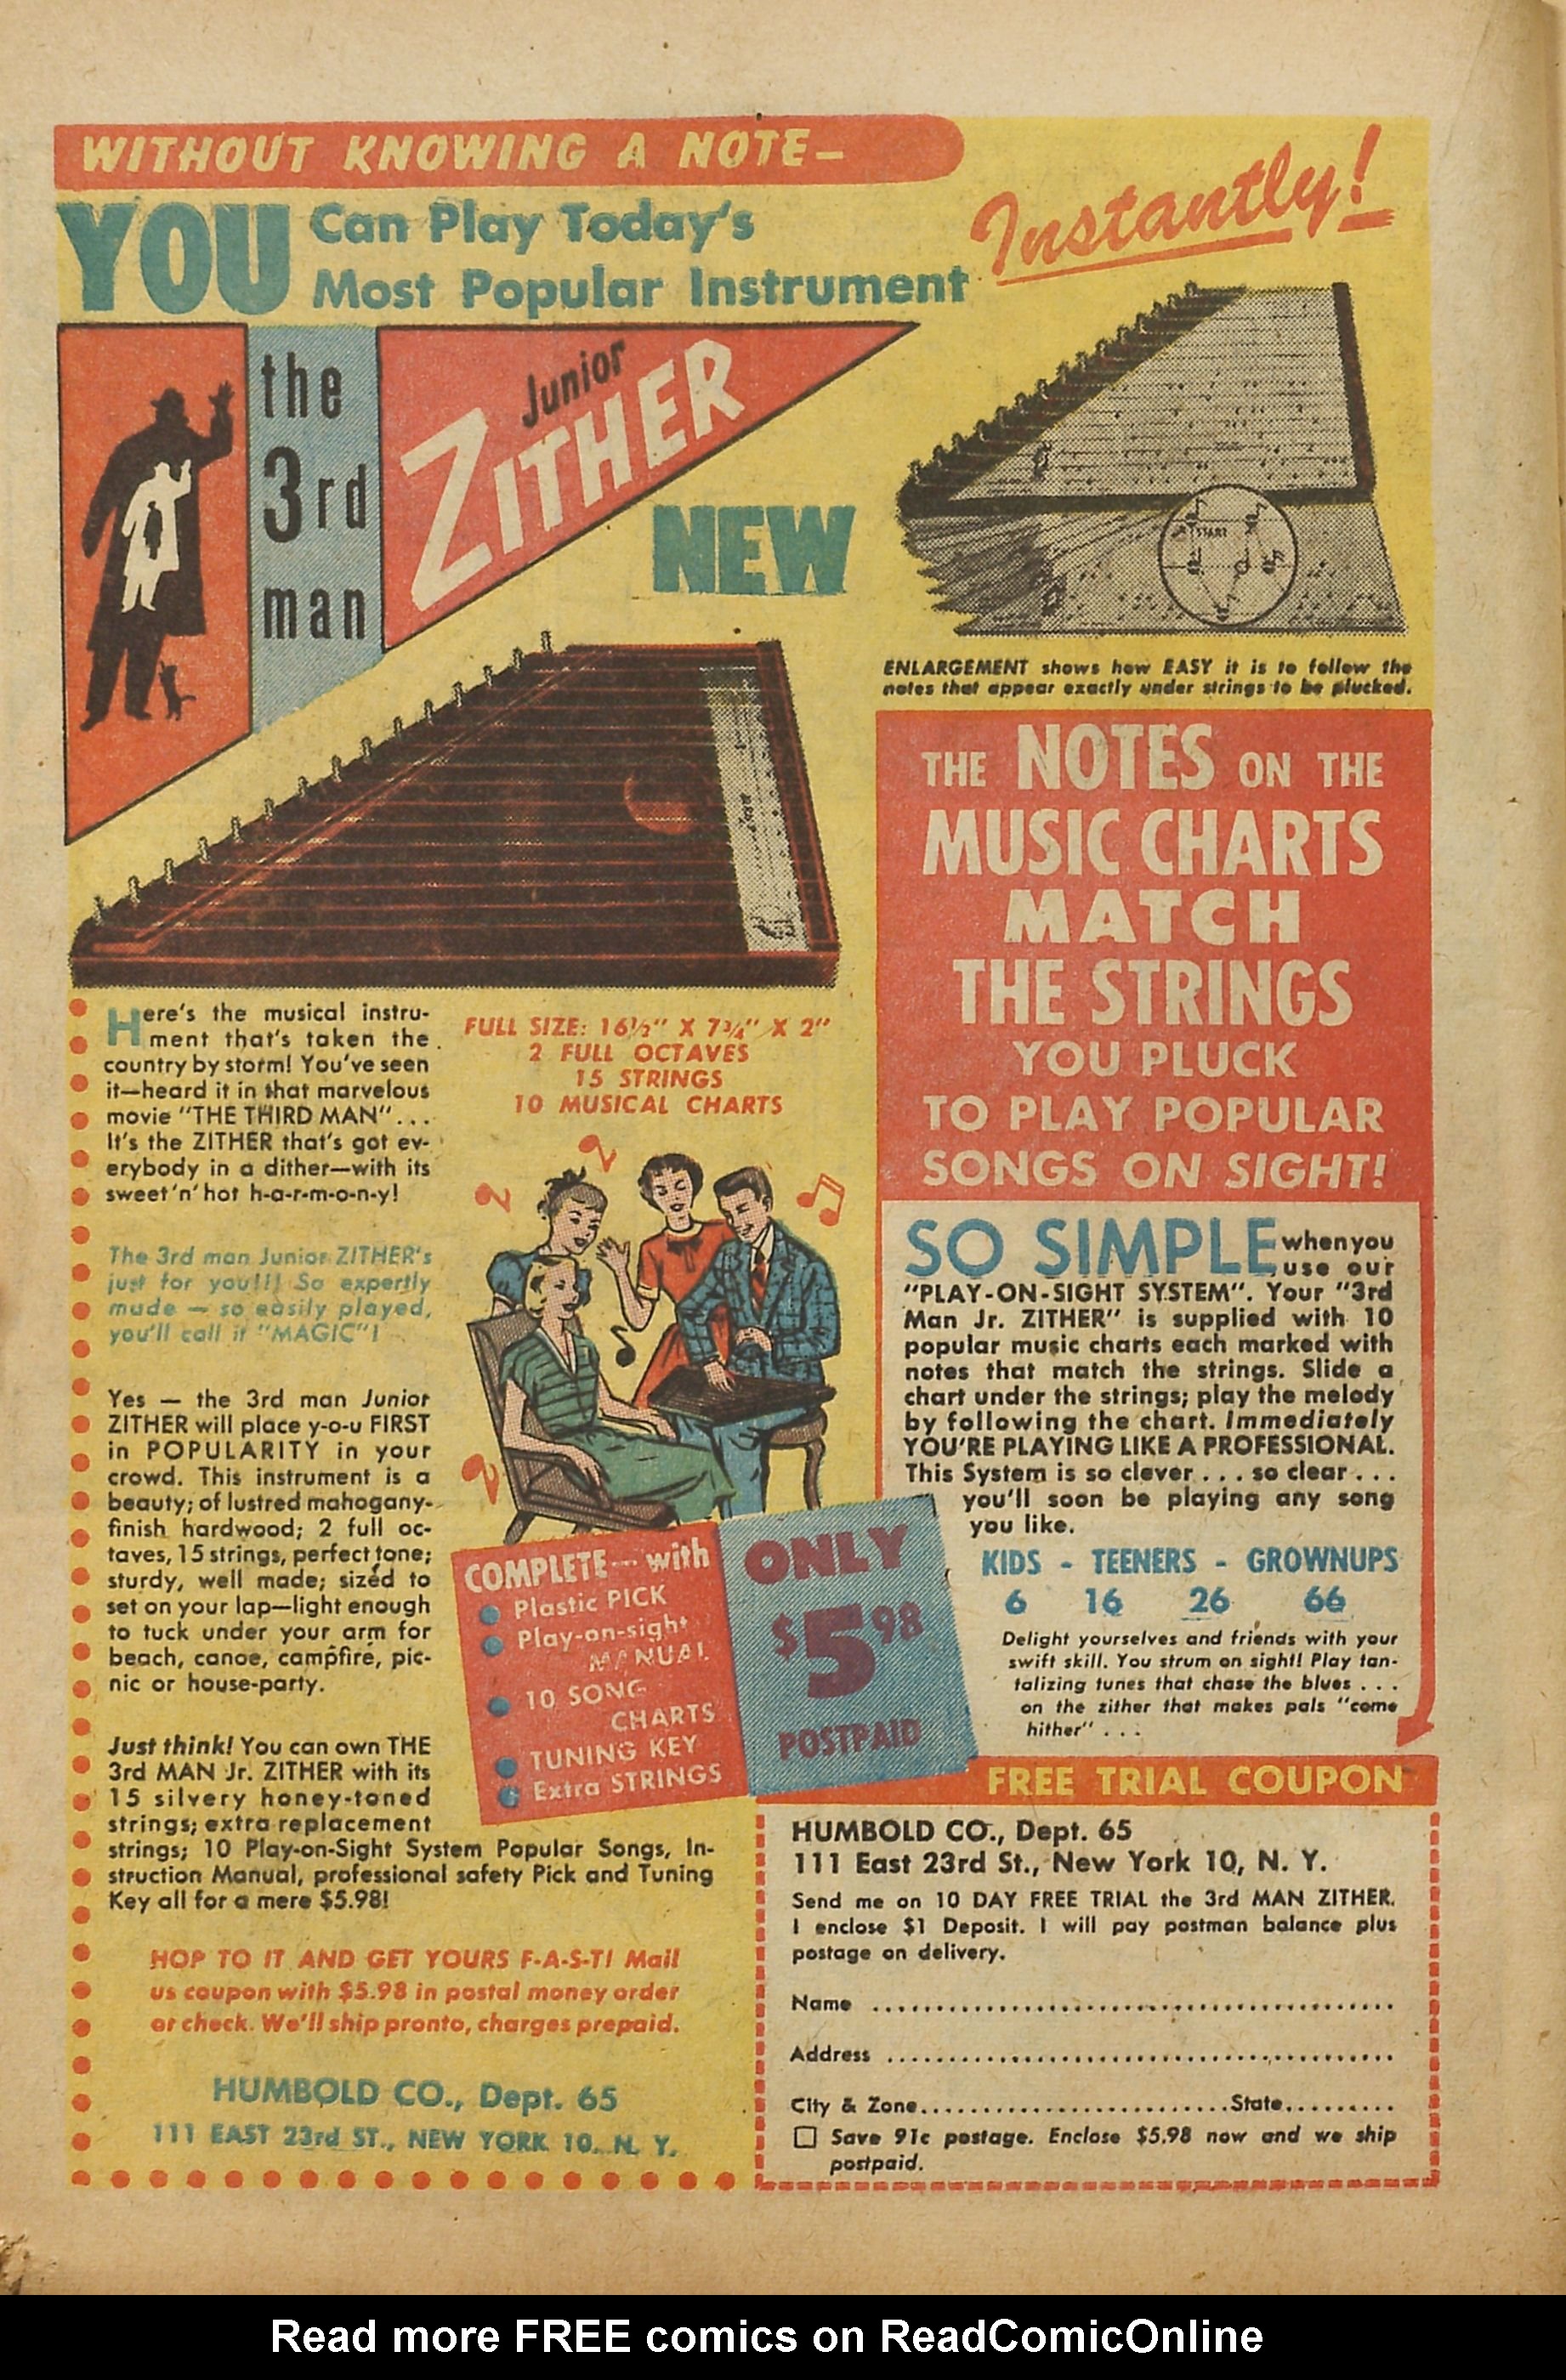 WITHOUT KNOWING A NOTE—
YOU Can Play Today's
Most Popular Instrument
Instantly!
the
3rd
man
Junior
ZITHER
NEW
START
ENLARGEMENT shows how EASY it is to follow the
notes that appear exactly under strings to be plucked.
THE NOTES ON THE
MUSIC CHARTS
MATCH
THE STRINGS
YOU PLUCK
TO PLAY POPULAR
SONGS ON SIGHT!
Here's the musical instru-
ment that's taken the
country by storm! You've seen
it—heard it in that marvelous
movie "THE THIRD MAN"...
It's the ZITHER that's got ev-
erybody in a dither—with its
sweet 'n' hot h-a-r-m-o-n-y!
The 3rd man Junior ZITHER's
just for you!!! So expertly
made — so easily played,
you'll call it "MAGIC"!
Yes — the 3rd man Junior
ZITHER will place y-o-u FIRST
in POPULARITY in your
crowd. This instrument is a
beauty; of lustred mahogany-
finish hardwood; 2 full oc-
taves, 15 strings, perfect tone;
sturdy, well made; sized to
set on your lap—light enough
to tuck under your arm for
beach, canoe, campfire, pic-
nic or house-party.
Just think! You can own THE
3rd MAN Jr. ZITHER with its
15 silvery honey-toned
strings; extra replacement
strings; 10 Play-on-Sight System Popular Songs, In-
struction Manual, professional safety Pick and Tuning
Key all for a mere $5.98!
HOP TO IT AND GET YOURS F-A-S-T! Mail
us coupon with $5.98 in postal money order
or check. We'll ship pronto, charges prepaid.
HUMBOLD CO., Dept. 65
111 EAST 23rd ST., NEW YORK 10, N. Y.
FULL SIZE: 16½" X 7¾" X 2"
2 FULL OCTAVES
15 STRINGS
10 MUSICAL CHARTS
COMPLETE — with
Plastic PICK
Play-on-sight
MANUAL
10 SONG
CHARTS
TUNING KEY
Extra STRINGS
ONLY
$5.98
POSTPAID
SO SIMPLE when you
use our
"PLAY-ON-SIGHT SYSTEM". Your "3rd
Man Jr. ZITHER" is supplied with 10
popular music charts each marked with
notes that match the strings. Slide a
chart under the strings; play the melody
by following the chart. Immediately
YOU'RE PLAYING LIKE A PROFESSIONAL.
This System is so clever . . . so clear . . .
you'll soon be playing any song
you like.
KIDS - TEENERS - GROWNUPS
6 16 26 66
Delight yourselves and friends with your
swift skill. You strum on sight! Play tan-
talizing tunes that chase the blues . . .
on the zither that makes pals "come
hither" . . .
FREE TRIAL COUPON
HUMBOLD CO., Dept. 65
111 East 23rd St., New York 10, N. Y.
Send me on 10 DAY FREE TRIAL the 3rd MAN ZITHER.
I enclose $1 Deposit. I will pay postman balance plus
postage on delivery.
Name ..........................................
Address ..........................................
City & Zone..........................State..........
☐ Save 91c postage. Enclose $5.98 now and we ship
postpaid.
Read more FREE comics on ReadComicOnline